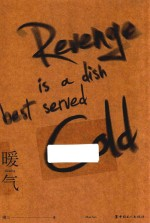 Revenge
is a dish
best served
Cold
暖气